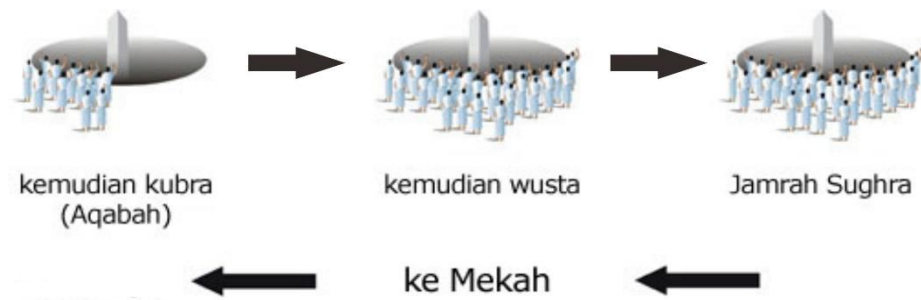 kemudian kubra
(Aqabah)
kemudian wusta
Jamrah Sughra
ke Mekah